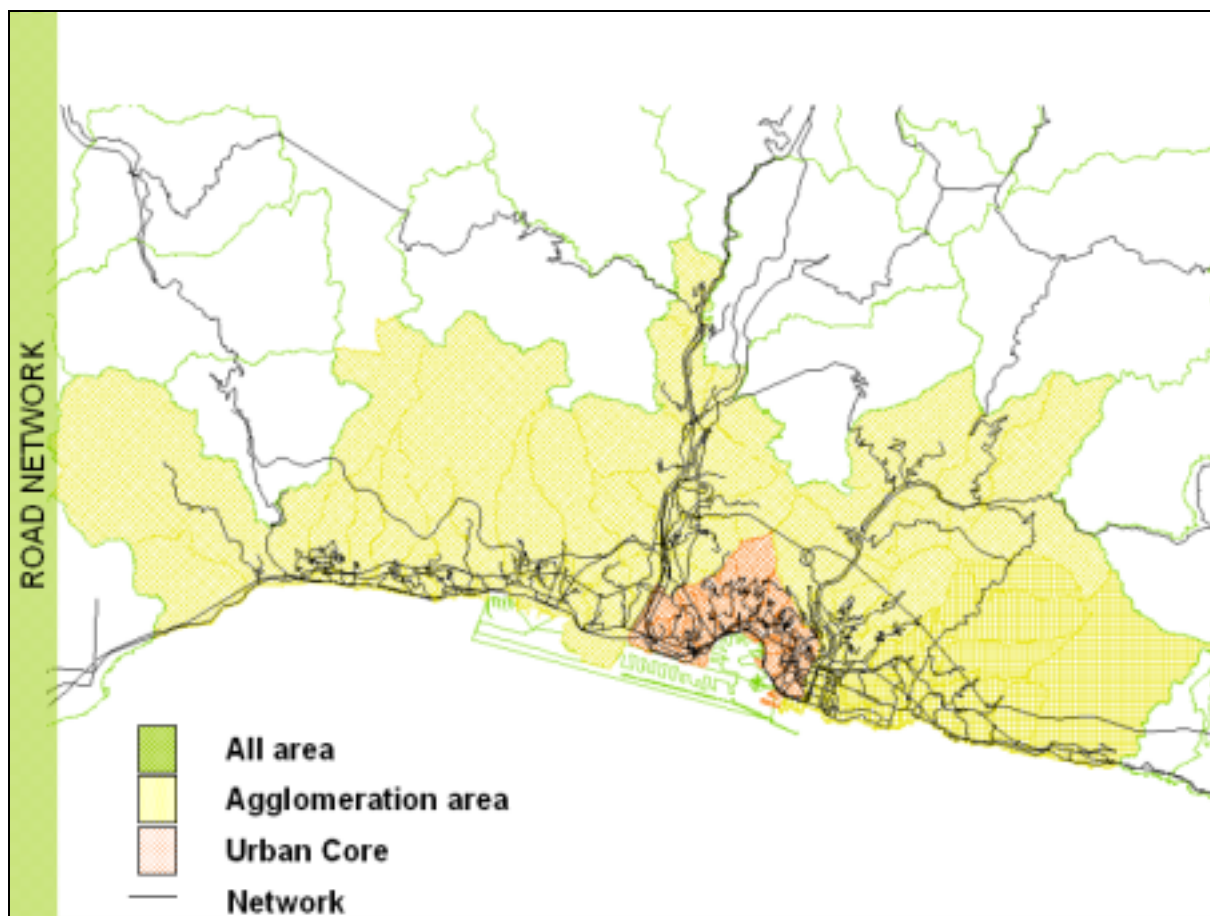 ROAD NETWORK
All area
Agglomeration area
Urban Core
Network